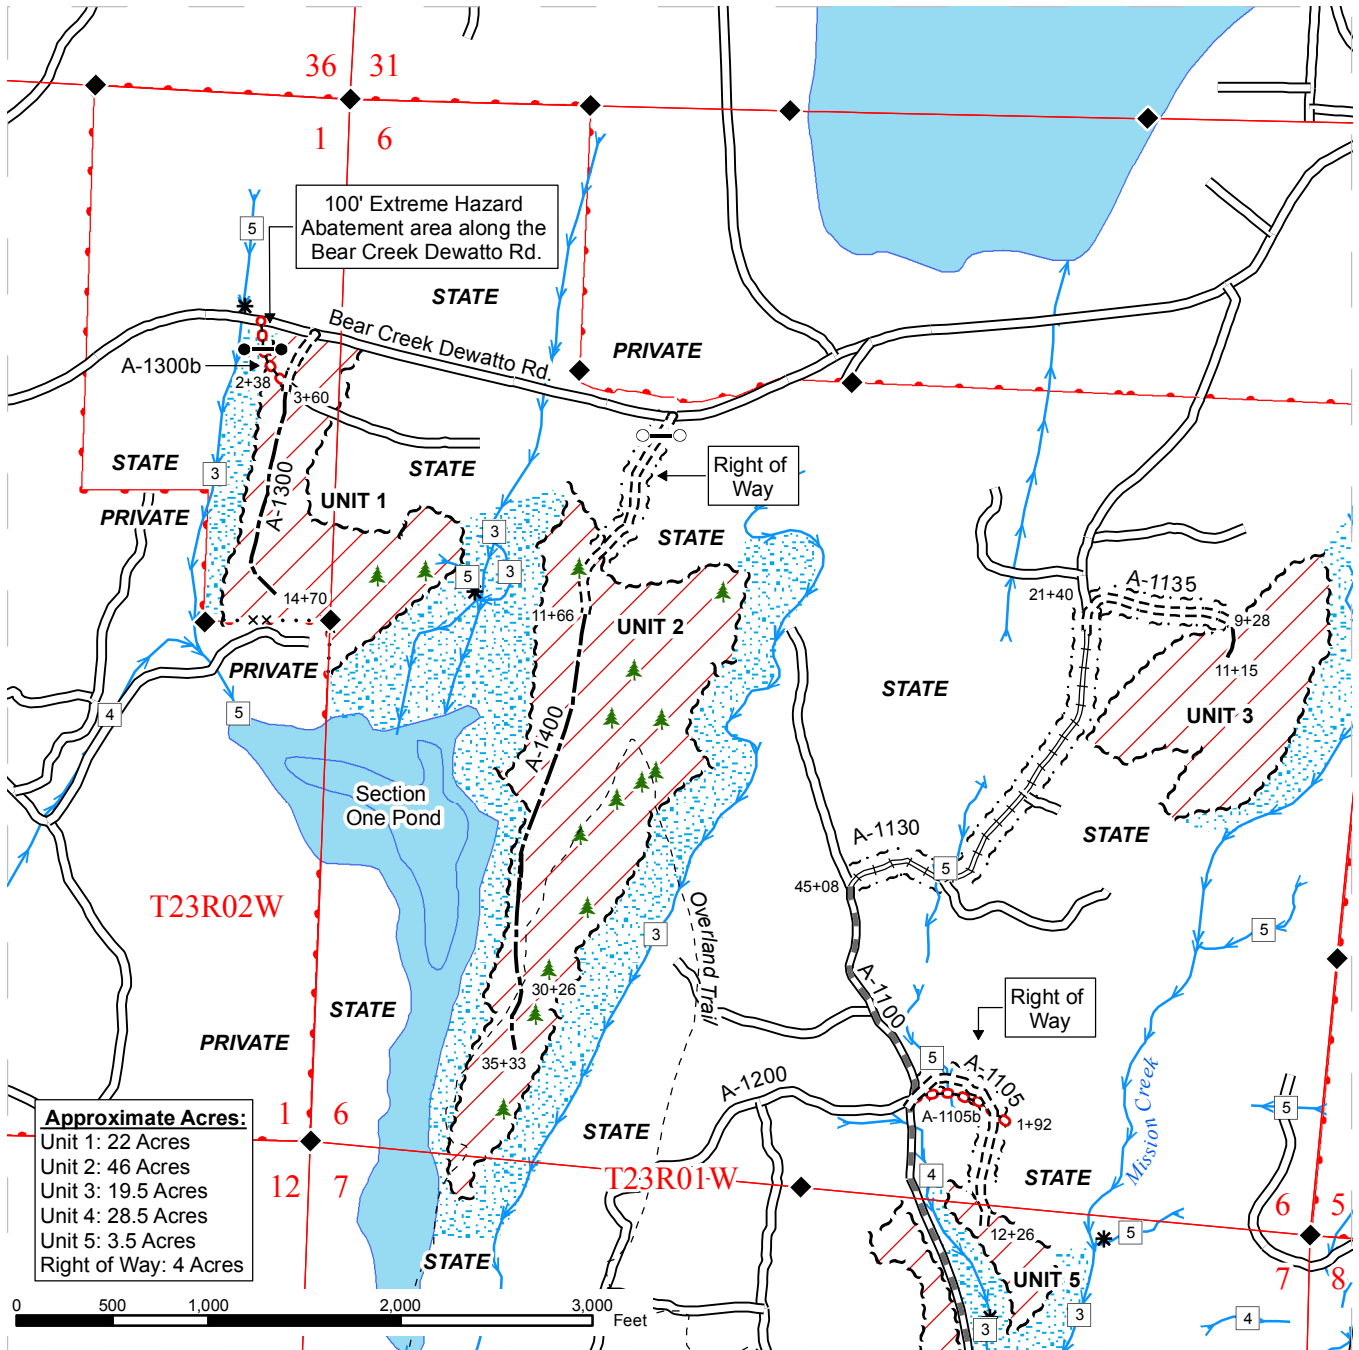 36 31
1 6
5
100' Extreme Hazard
Abatement area along the
Bear Creek Dewatto Rd.
STATE
Bear Creek Dewatto Rd.
PRIVATE
A-1300b
2+38
3+60
STATE
3
STATE
A-1300
UNIT 1
PRIVATE
Right of
Way
STATE
3
5
3
14+70
11+66
UNIT 2
A-1135
21+40
9+28
11+15
PRIVATE
STATE
UNIT 3
4
5
A-1400
Section
One Pond
A-1130
STATE
5
45+08
T23R02W
Overland Trail
3
5
A-1100
30+26
STATE
Right of
Way
PRIVATE
5
A-1105
35+33
A-1200
A-1105b
1+92
Mission Creek
5
1 6
STATE
12 7
T23R01W
4
STATE
6 5
12+26
5
STATE
UNIT 5
7 8
3
3
4
Approximate Acres:
Unit 1: 22 Acres
Unit 2: 46 Acres
Unit 3: 19.5 Acres
Unit 4: 28.5 Acres
Unit 5: 3.5 Acres
Right of Way: 4 Acres
0 500 1,000 2,000 3,000
Feet